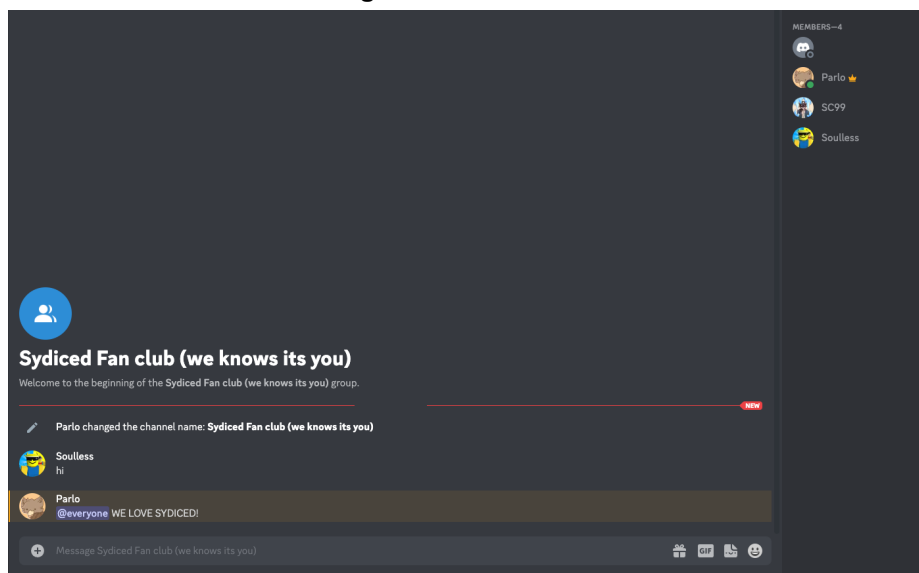 MEMBERS—4
Parlo
SC99
Soulless
Sydiced Fan club (we knows its you)
Welcome to the beginning of the Sydiced Fan club (we knows its you) group.
NEW
Parlo changed the channel name: Sydiced Fan club (we knows its you)
Soulless
hi
Parlo
@everyone WE LOVE SYDICED!
Message Sydiced Fan club (we knows its you)
GIF